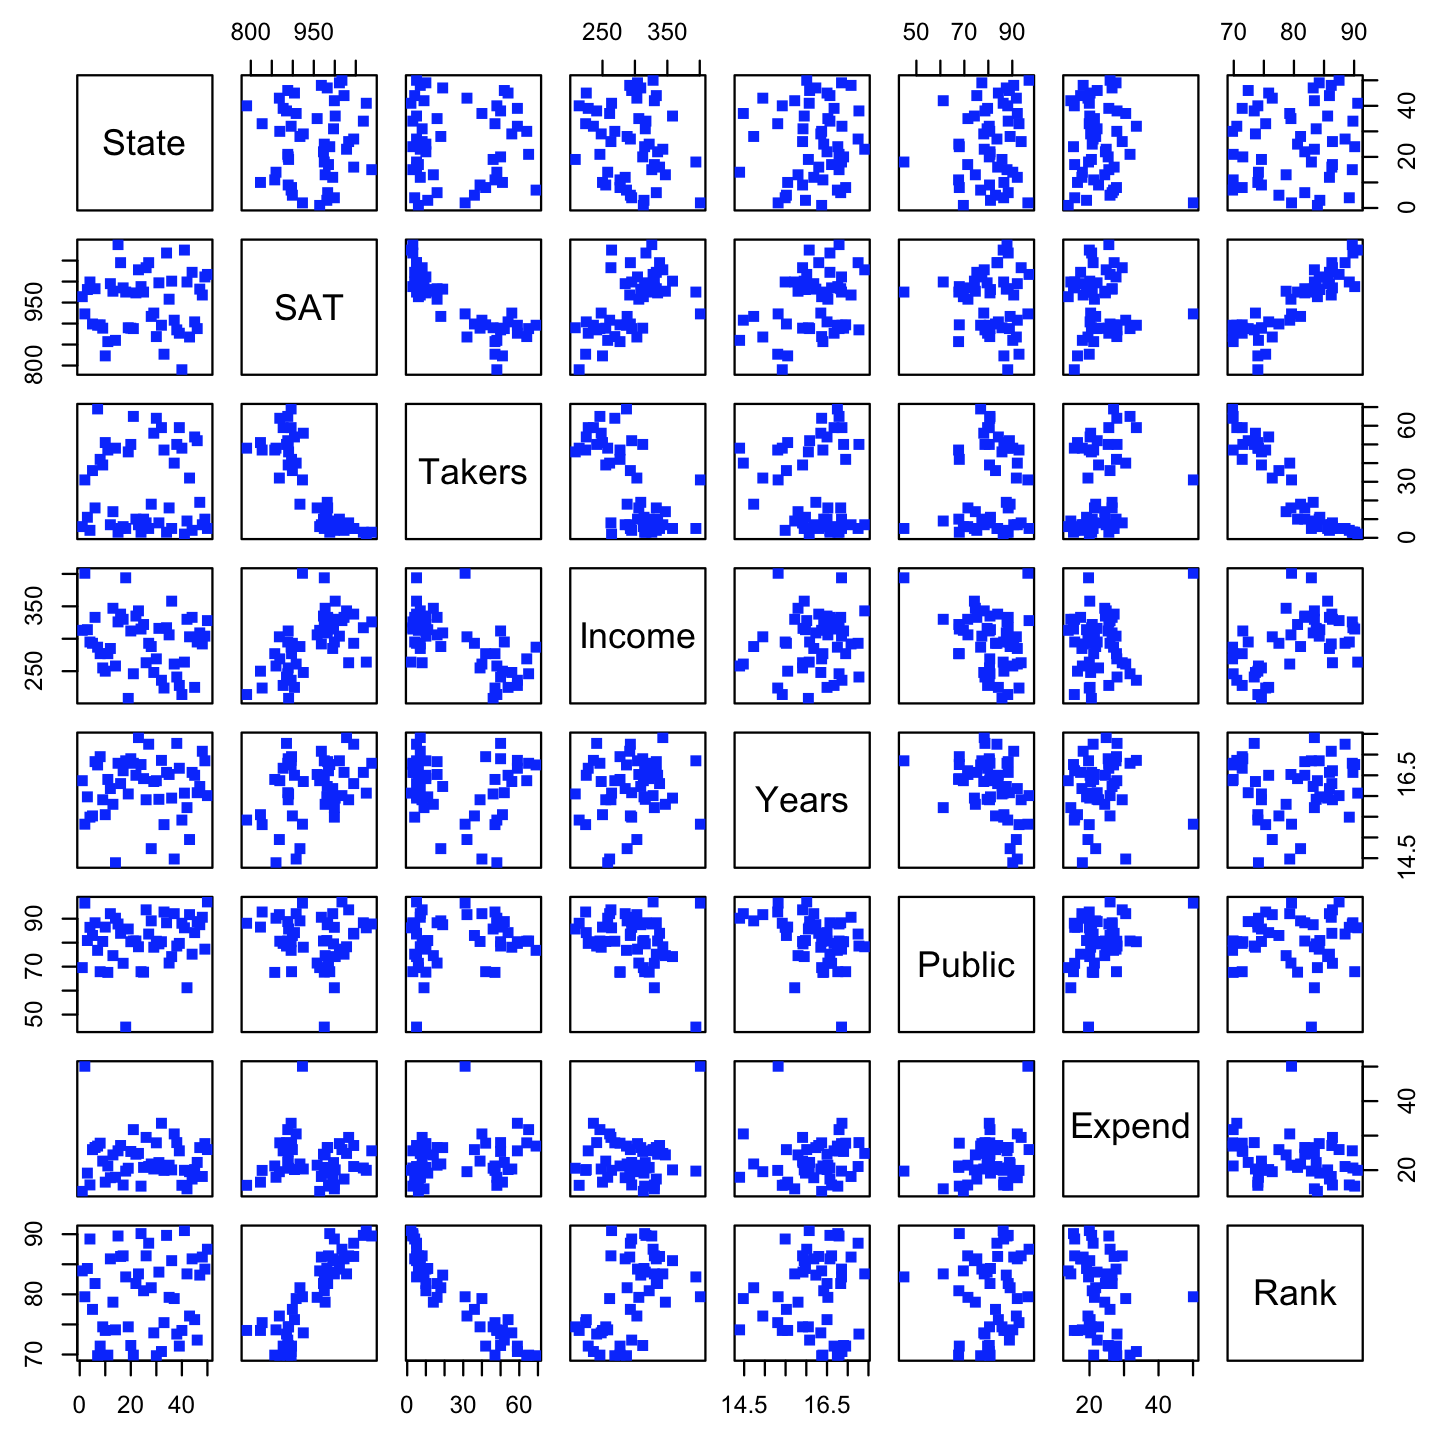 800 950 250 350 50 70 90 70 80 90
State 0 20 40
800 950 SAT
Takers 0 30 60
250 350 Income
Years 14.5 16.5
50 70 90 Public
Expend 20 40
70 80 90 Rank
0 20 40 0 30 60 14.5 16.5 20 40